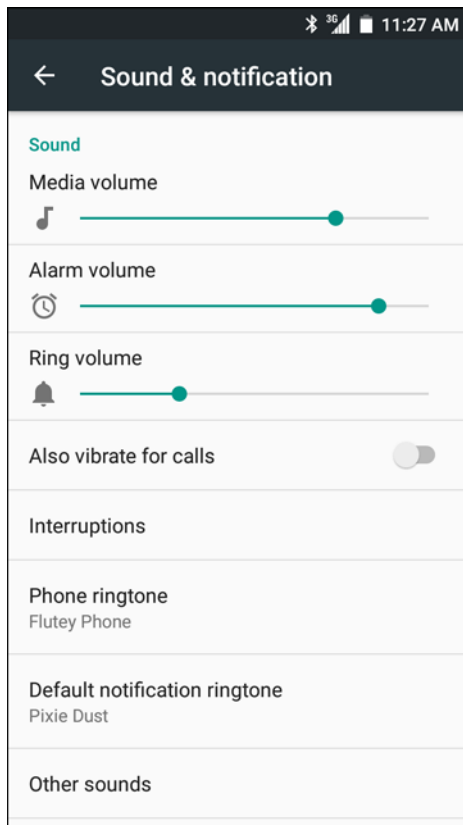 3G 11:27 AM
Sound & notification
Sound
Media volume
Alarm volume
Ring volume
Also vibrate for calls
Interruptions
Phone ringtone
Flutey Phone
Default notification ringtone
Pixie Dust
Other sounds